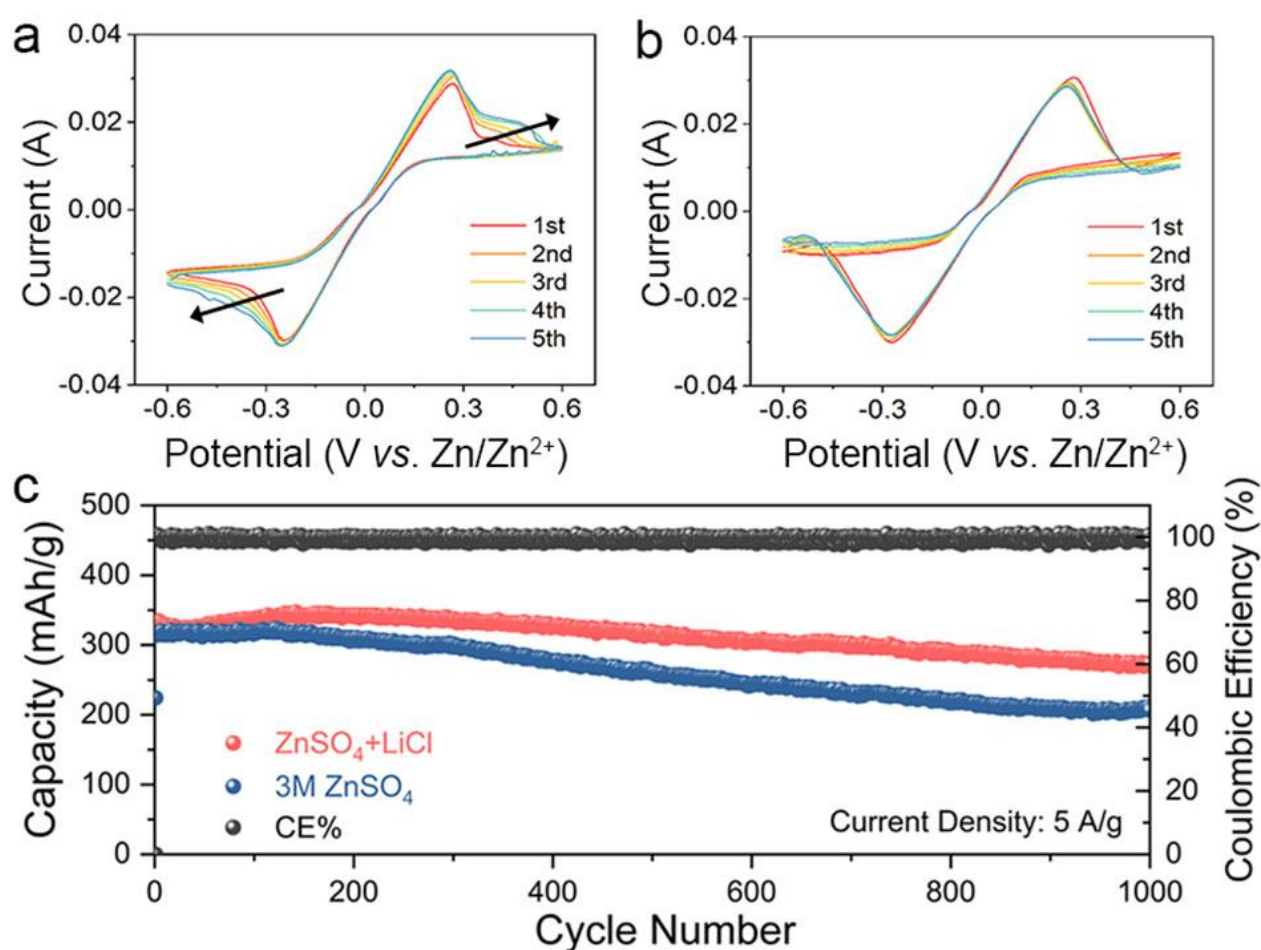 a
0.04
0.02
0.00
-0.02
-0.04
Current (A)
-0.6
-0.3
0.0
0.3
0.6
Potential (V vs. Zn/Zn²⁺)
1st
2nd
3rd
4th
5th
b
0.04
0.02
0.00
-0.02
-0.04
Current (A)
-0.6
-0.3
0.0
0.3
0.6
Potential (V vs. Zn/Zn²⁺)
1st
2nd
3rd
4th
5th
c
500
400
300
200
100
0
Capacity (mAh/g)
100
80
60
40
20
0
Coulombic Efficiency (%)
ZnSO₄+LiCl
3M ZnSO₄
CE%
Current Density: 5 A/g
0
200
400
600
800
1000
Cycle Number